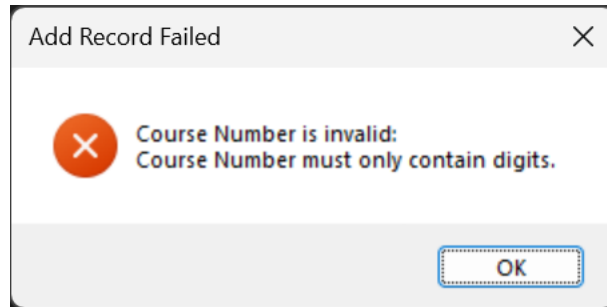 Add Record Failed
Course Number is invalid:
Course Number must only contain digits.
OK